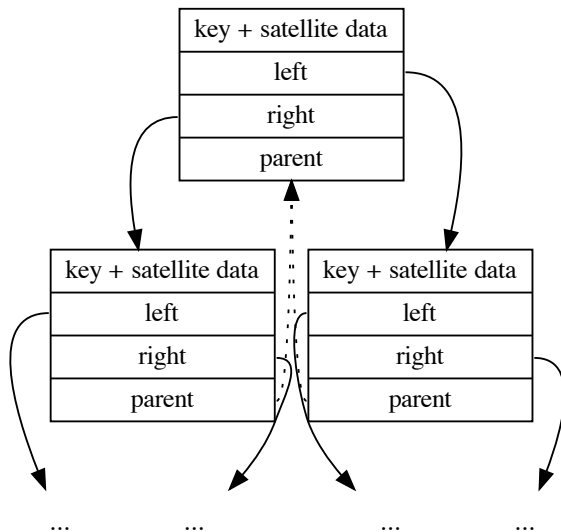 key + satellite data
left
right
parent
key + satellite data
left
right
parent
key + satellite data
left
right
parent
... ... ... ...